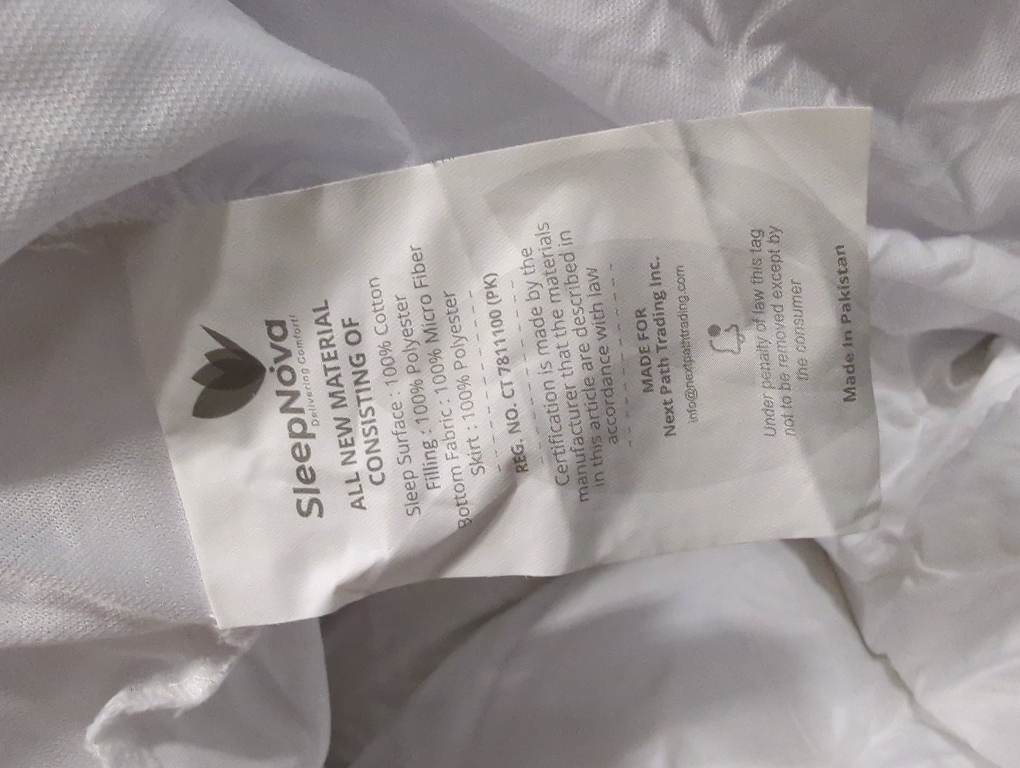 SleepNova
Delivering Comfort!
ALL NEW MATERIAL
CONSISTING OF
Sleep Surface : 100% Cotton
Filling : 100% Polyester
Bottom Fabric : 100% Micro Fiber
Skirt : 100% Polyester
REG. NO. CT 7811100 (PK)
Certification is made by the
manufacturer that the materials
in this article are described in
accordance with law
MADE FOR
Next Path Trading Inc.
info@nextpathtrading.com
Under penalty of law this tag
not to be removed except by
the consumer
Made In Pakistan